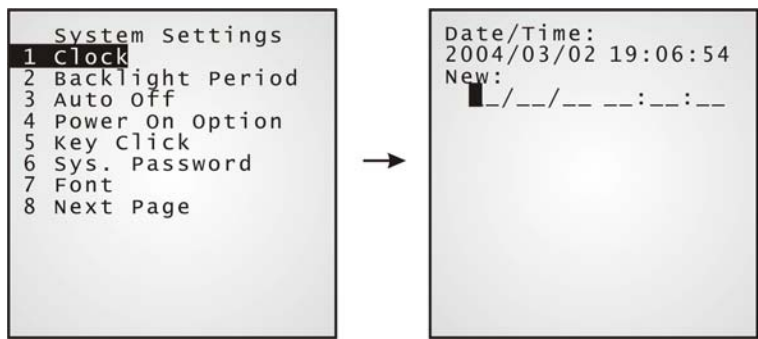 System Settings
1 Clock
2 Backlight Period
3 Auto Off
4 Power On Option
5 Key Click
6 Sys. Password
7 Font
8 Next Page
Date/Time:
2004/03/02 19:06:54
New:
_/__/__ __:__:__